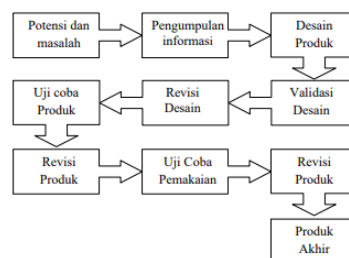 Potensi dan
masalah
Pengumpulan
informasi
Desain
Produk
Validasi
Desain
Revisi
Desain
Uji coba
Produk
Revisi
Produk
Uji Coba
Pemakaian
Revisi
Produk
Produk
Akhir